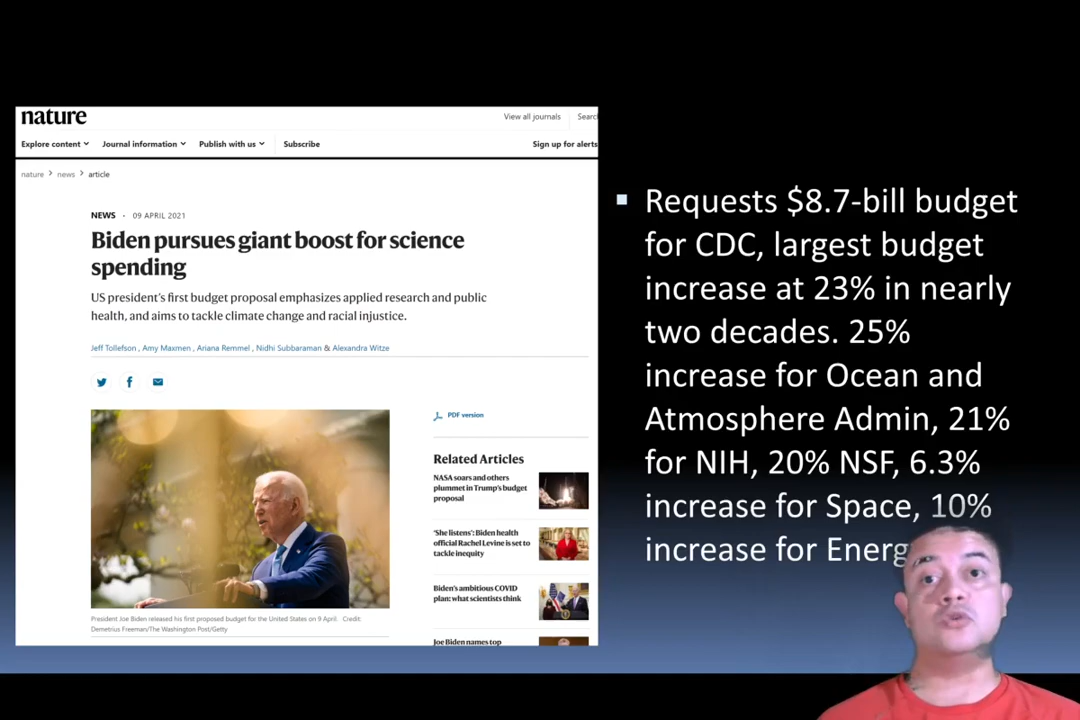 nature
View all journals
Explore content
Journal information
Publish with us
Subscribe
Sign up for alerts
nature > news > article
NEWS · 09 APRIL 2021
Biden pursues giant boost for science
spending
US president's first budget proposal emphasizes applied research and public
health, and aims to tackle climate change and racial injustice.
Jeff Tollefson, Amy Maxmen, Ariana Remmel, Nidhi Subbaraman & Alexandra Witze
PDF version
Related Articles
NASA soars and others
plummet in Trump's budget
proposal
'She listens': Biden health
official Rachel Levine is set to
tackle inequity
Biden's ambitious COVID
plan: what scientists think
Joe Biden names top
President Joe Biden released his first proposed budget for the United States on 9 April. Credit:
Demetrius Freeman/The Washington Post/Getty
Requests $8.7-bill budget
for CDC, largest budget
increase at 23% in nearly
two decades. 25%
increase for Ocean and
Atmosphere Admin, 21%
for NIH, 20% NSF, 6.3%
increase for Space, 10%
increase for